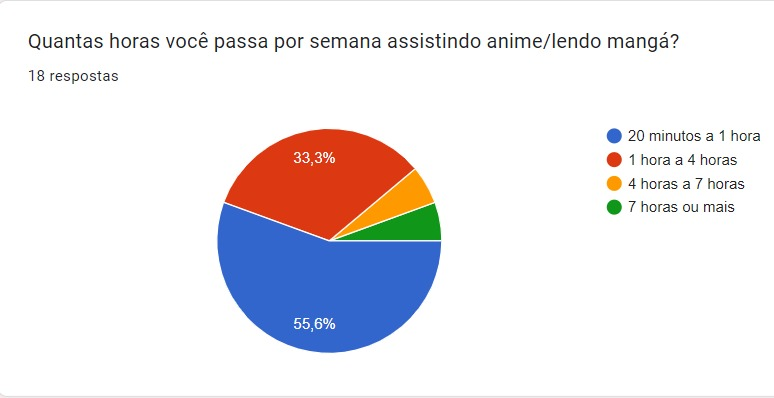 Quantas horas você passa por semana assistindo anime/lendo mangá?
18 respostas
33,3%
55,6%
20 minutos a 1 hora
1 hora a 4 horas
4 horas a 7 horas
7 horas ou mais